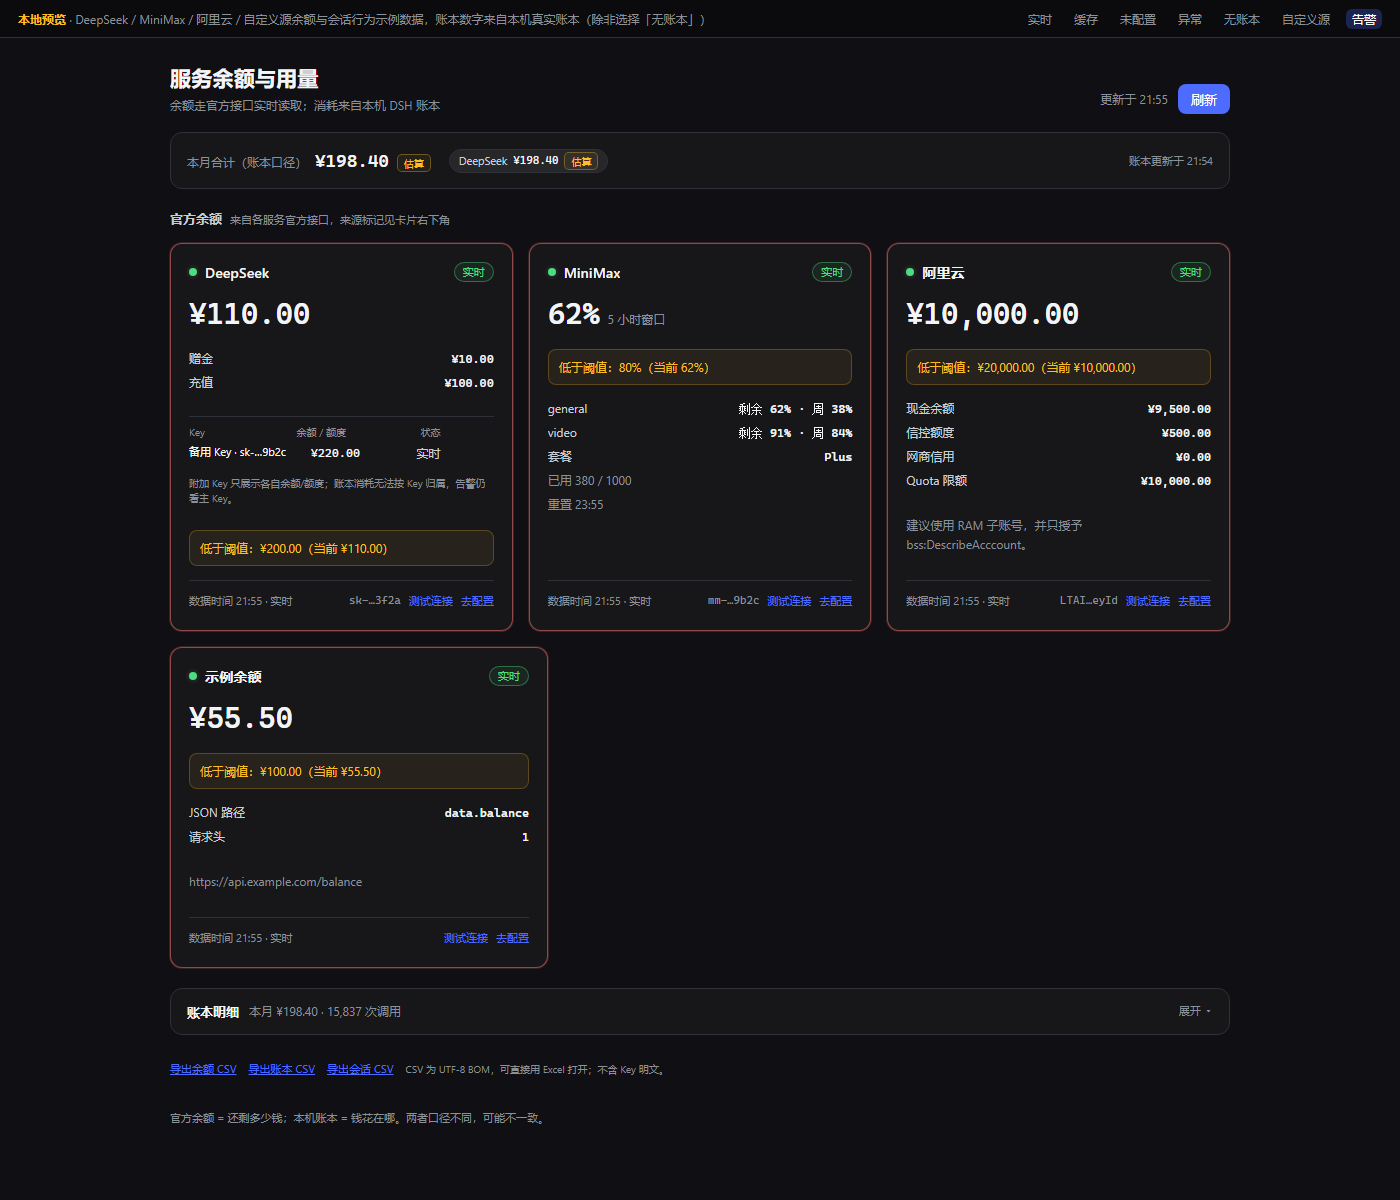 本地预览 · DeepSeek / MiniMax / 阿里云 / 自定义源余额与会话行为示例数据，账本数字来自本机真实账本（除非选择「无账本」）
实时 缓存 未配置 异常 无账本 自定义源 告警
服务余额与用量
余额走官方接口实时读取；消耗来自本机 DSH 账本
更新于 21:55 刷新
本月合计（账本口径） ¥198.40 估算 DeepSeek ¥198.40 估算 账本更新于 21:54
官方余额 来自各服务官方接口，来源标记见卡片右下角
DeepSeek 实时
¥110.00
赠金 ¥10.00
充值 ¥100.00
Key 余额 / 额度 状态
备用 Key · sk-…9b2c ¥220.00 实时
附加 Key 只展示各自余额/额度；账本消耗无法按 Key 归属，告警仍
看主 Key。
低于阈值：¥200.00（当前 ¥110.00）
数据时间 21:55 · 实时 sk-…3f2a 测试连接 去配置
MiniMax 实时
62% 5 小时窗口
低于阈值：80%（当前 62%）
general 剩余 62% · 周 38%
video 剩余 91% · 周 84%
套餐 Plus
已用 380 / 1000
重置 23:55
数据时间 21:55 · 实时 mm-…9b2c 测试连接 去配置
阿里云 实时
¥10,000.00
低于阈值：¥20,000.00（当前 ¥10,000.00）
现金余额 ¥9,500.00
信控额度 ¥500.00
网商信用 ¥0.00
Quota 限额 ¥10,000.00
建议使用 RAM 子账号，并只授予
bss:DescribeAcccount。
数据时间 21:55 · 实时 LTAI…eyId 测试连接 去配置
示例余额 实时
¥55.50
低于阈值：¥100.00（当前 ¥55.50）
JSON 路径 data.balance
请求头 1
https://api.example.com/balance
数据时间 21:55 · 实时 测试连接 去配置
账本明细 本月 ¥198.40 · 15,837 次调用 展开
导出余额 CSV 导出账本 CSV 导出会话 CSV CSV 为 UTF-8 BOM，可直接用 Excel 打开；不含 Key 明文。
官方余额 = 还剩多少钱；本机账本 = 钱花在哪。两者口径不同，可能不一致。